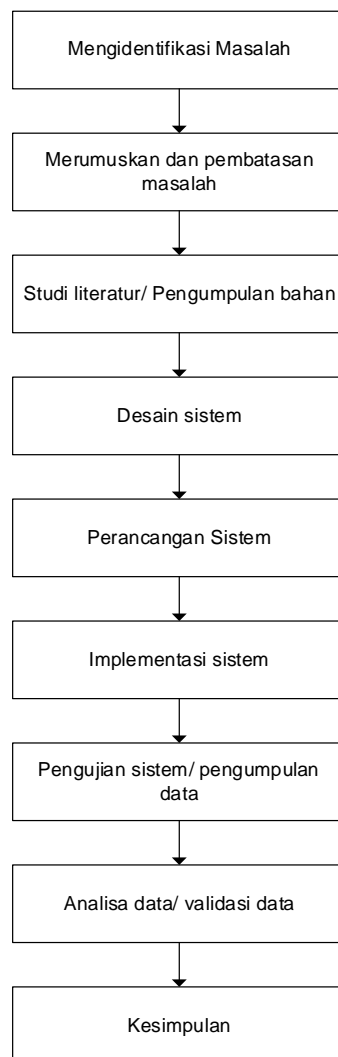 Mengidentifikasi Masalah
Merumuskan dan pembatasan
masalah
Studi literatur/ Pengumpulan bahan
Desain sistem
Perancangan Sistem
Implementasi sistem
Pengujian sistem/ pengumpulan
data
Analisa data/ validasi data
Kesimpulan